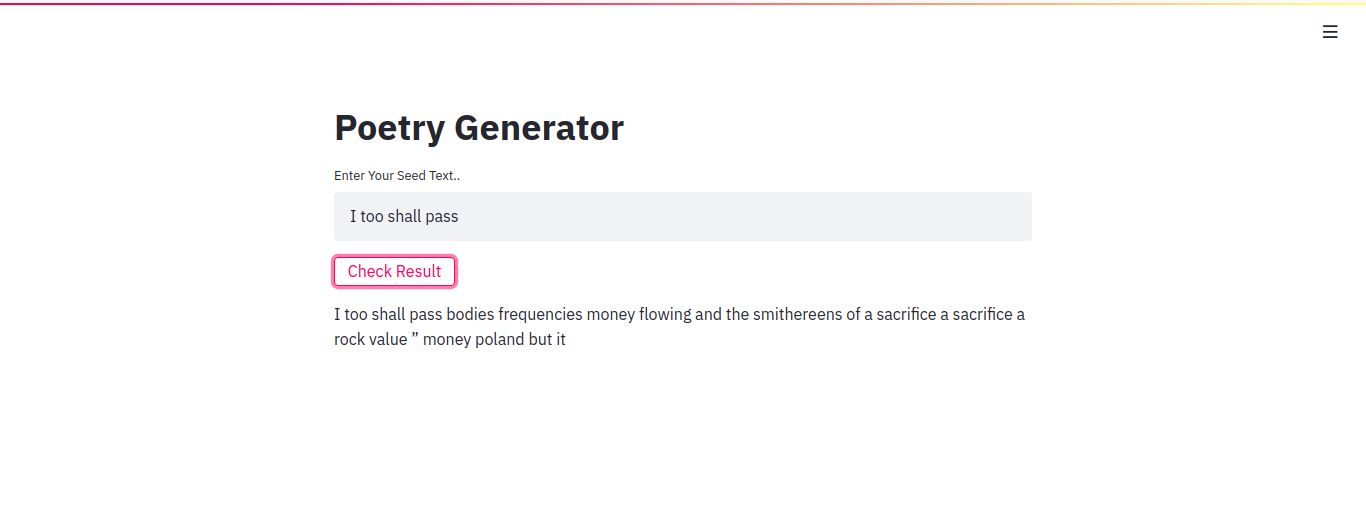 Poetry Generator
Enter Your Seed Text..
I too shall pass
Check Result
I too shall pass bodies frequencies money flowing and the smithereens of a sacrifice a sacrifice a
rock value ” money poland but it